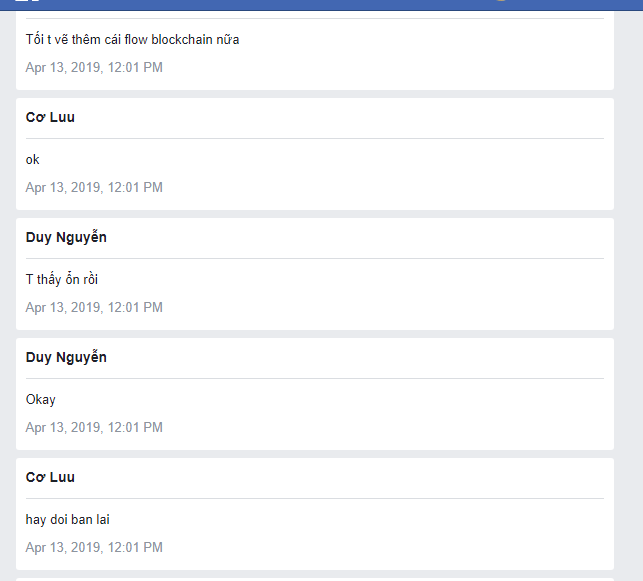 Tối t vẽ thêm cái flow blockchain nữa
Apr 13, 2019, 12:01 PM
Cơ Luu
ok
Apr 13, 2019, 12:01 PM
Duy Nguyễn
T thấy ổn rồi
Apr 13, 2019, 12:01 PM
Duy Nguyễn
Okay
Apr 13, 2019, 12:01 PM
Cơ Luu
hay doi ban lai
Apr 13, 2019, 12:01 PM